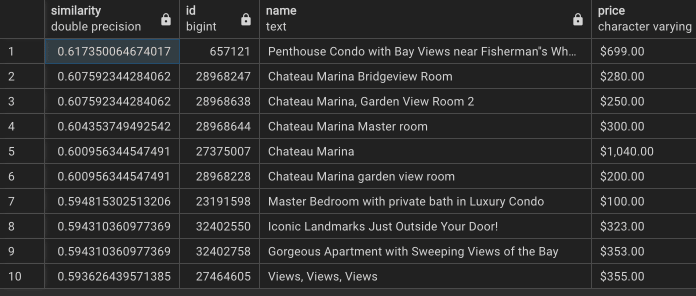 similarity id name price
double precision bigint text character varying
1 0.617350064674017 657121 Penthouse Condo with Bay Views near Fisherman"s Wh… $699.00
2 0.607592344284062 28968247 Chateau Marina Bridgeview Room $280.00
3 0.607592344284062 28968638 Chateau Marina, Garden View Room 2 $250.00
4 0.604353749492542 28968644 Chateau Marina Master room $300.00
5 0.600956344547491 27375007 Chateau Marina $1,040.00
6 0.600956344547491 28968228 Chateau Marina garden view room $200.00
7 0.594815302513206 23191598 Master Bedroom with private bath in Luxury Condo $100.00
8 0.594310360977369 32402550 Iconic Landmarks Just Outside Your Door! $323.00
9 0.594310360977369 32402758 Gorgeous Apartment with Sweeping Views of the Bay $353.00
10 0.593626439571385 27464605 Views, Views, Views $355.00